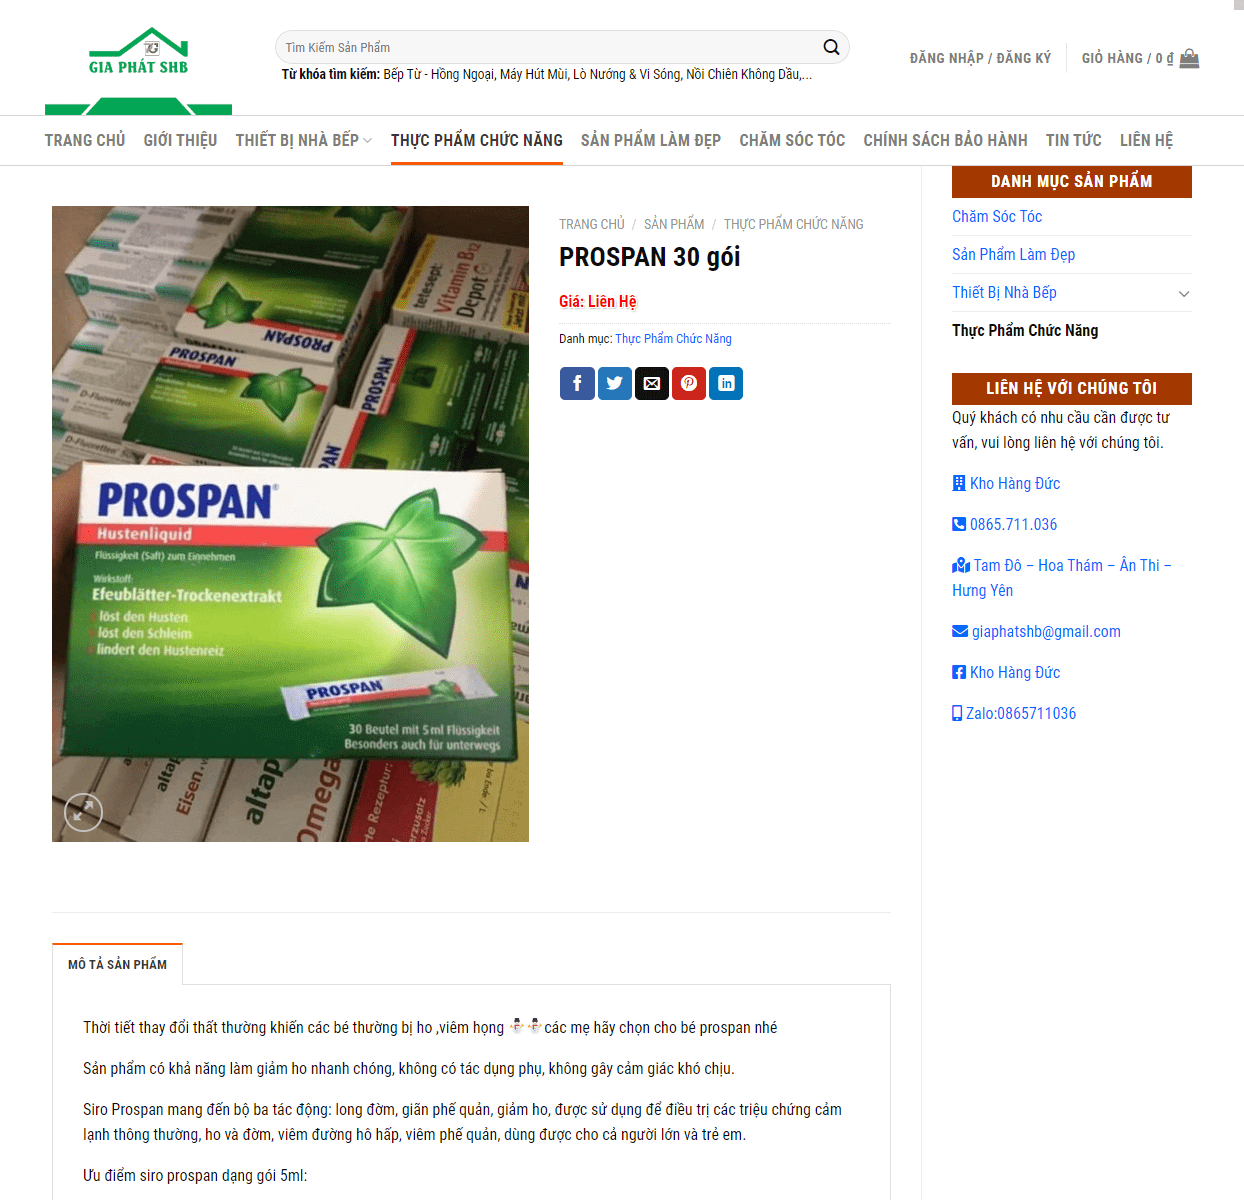 GIA PHÁT SHB
Tìm Kiếm Sản Phẩm
Từ khóa tìm kiếm: Bếp Từ - Hồng Ngoại, Máy Hút Mùi, Lò Nướng & Vi Sóng, Nồi Chiên Không Dầu,...
ĐĂNG NHẬP / ĐĂNG KÝ
GIỎ HÀNG / 0 ₫
TRANG CHỦ GIỚI THIỆU THIẾT BỊ NHÀ BẾP THỰC PHẨM CHỨC NĂNG SẢN PHẨM LÀM ĐẸP CHĂM SÓC TÓC CHÍNH SÁCH BẢO HÀNH TIN TỨC LIÊN HỆ
tetesept:
Vitamin B12
Depot
PROSPAN
PROSPAN
PROSPAN
D-Fluoretten
D-Fluoretten
PROSPAN®
Hustenliquid
Flüssigkeit (Saft) zum Einnehmen
Wirkstoff:
Efeublätter-Trockenextrakt
löst den Husten
löst den Schleim
lindert den Hustenreiz
PROSPAN
30 Beutel mit 5 ml Flüssigkeit
Besonders auch für unterwegs
Eisen
Omega
TRANG CHỦ / SẢN PHẨM / THỰC PHẨM CHỨC NĂNG
PROSPAN 30 gói
Giá: Liên Hệ
Danh mục: Thực Phẩm Chức Năng
MÔ TẢ SẢN PHẨM
Thời tiết thay đổi thất thường khiến các bé thường bị ho ,viêm họng ⛄⛄các mẹ hãy chọn cho bé prospan nhé
Sản phẩm có khả năng làm giảm ho nhanh chóng, không có tác dụng phụ, không gây cảm giác khó chịu.
Siro Prospan mang đến bộ ba tác động: long đờm, giãn phế quản, giảm ho, được sử dụng để điều trị các triệu chứng cảm
lạnh thông thường, ho và đờm, viêm đường hô hấp, viêm phế quản, dùng được cho cả người lớn và trẻ em.
Ưu điểm siro prospan dạng gói 5ml:
DANH MỤC SẢN PHẨM
Chăm Sóc Tóc
Sản Phẩm Làm Đẹp
Thiết Bị Nhà Bếp
Thực Phẩm Chức Năng
LIÊN HỆ VỚI CHÚNG TÔI
Quý khách có nhu cầu cần được tư
vấn, vui lòng liên hệ với chúng tôi.
Kho Hàng Đức
0865.711.036
Tam Đô – Hoa Thám – Ân Thi –
Hưng Yên
giaphatshb@gmail.com
Kho Hàng Đức
Zalo:0865711036